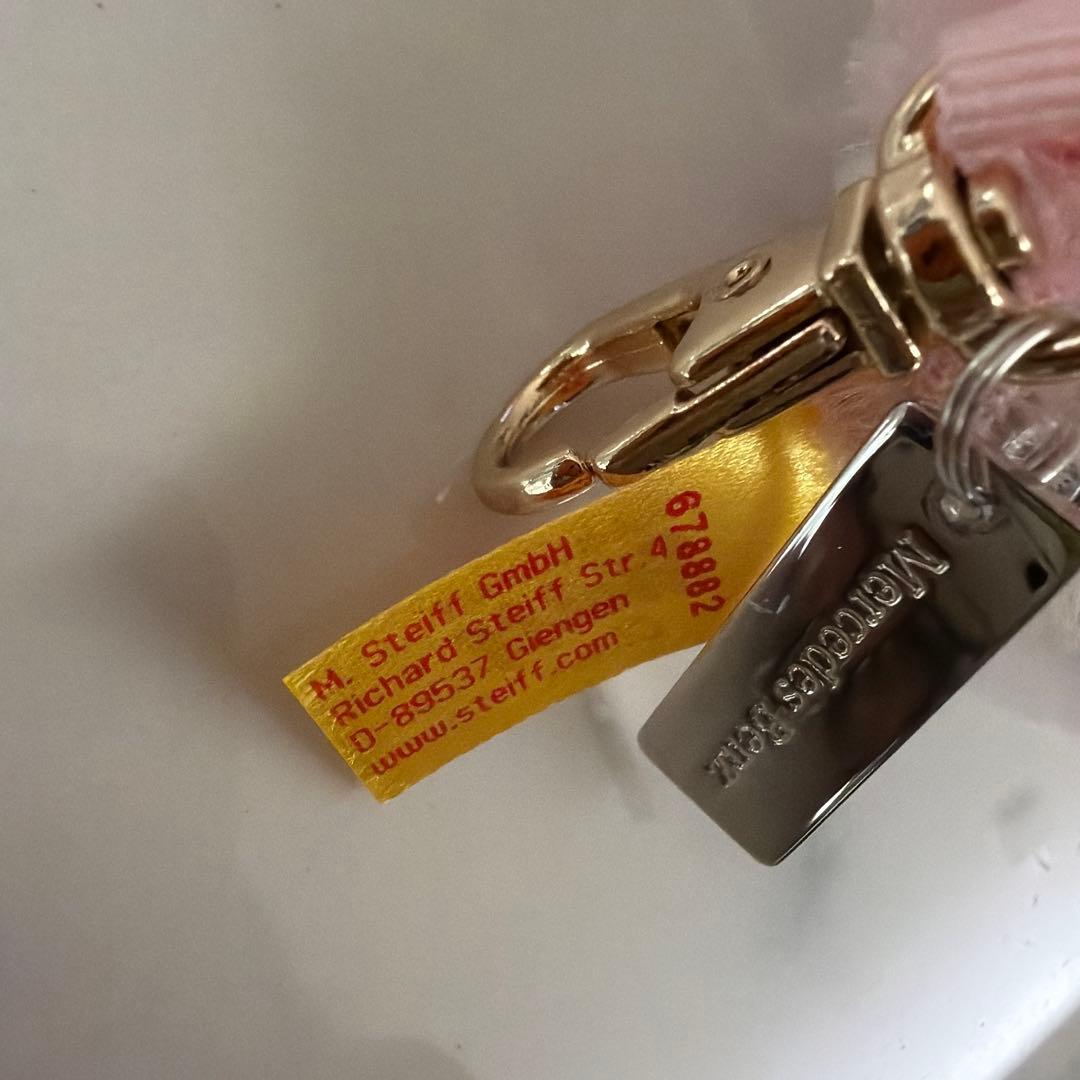 M. Steiff GmbH
Richard Steiff Str.4
D-89537 Giengen
www.steiff.com
678882
Mercedes-Benz